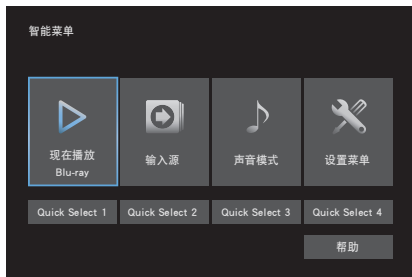 智能菜单
现在播放
Blu-ray
输入源
声音模式
设置菜单
Quick Select 1
Quick Select 2
Quick Select 3
Quick Select 4
帮助